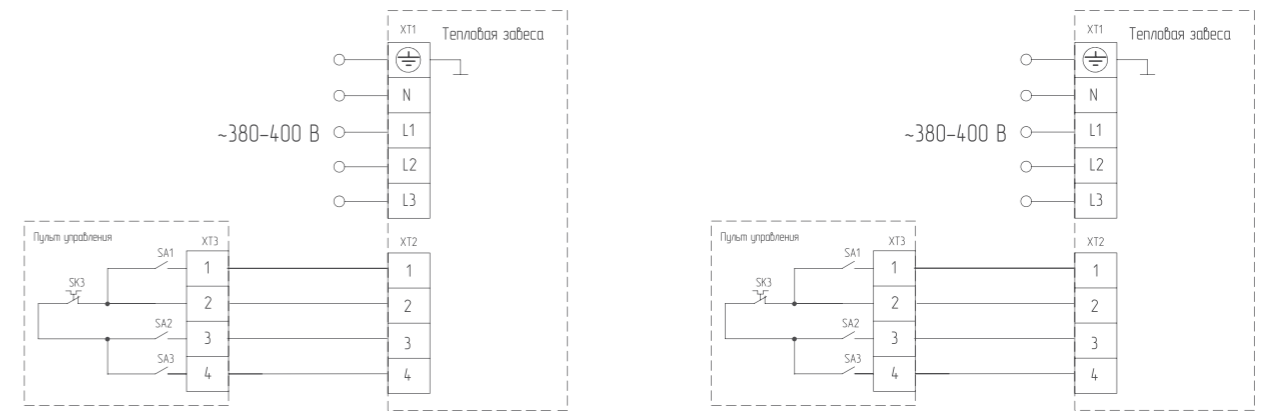 XT1
Тепловая завеса
N
~380-400 В
L1
L2
L3
Пульт управления
XT3
XT2
SA1
1
1
SK3
2
2
SA2
3
3
SA3
4
4
XT1
Тепловая завеса
N
~380-400 В
L1
L2
L3
Пульт управления
XT3
XT2
SA1
1
1
SK3
2
2
SA2
3
3
SA3
4
4